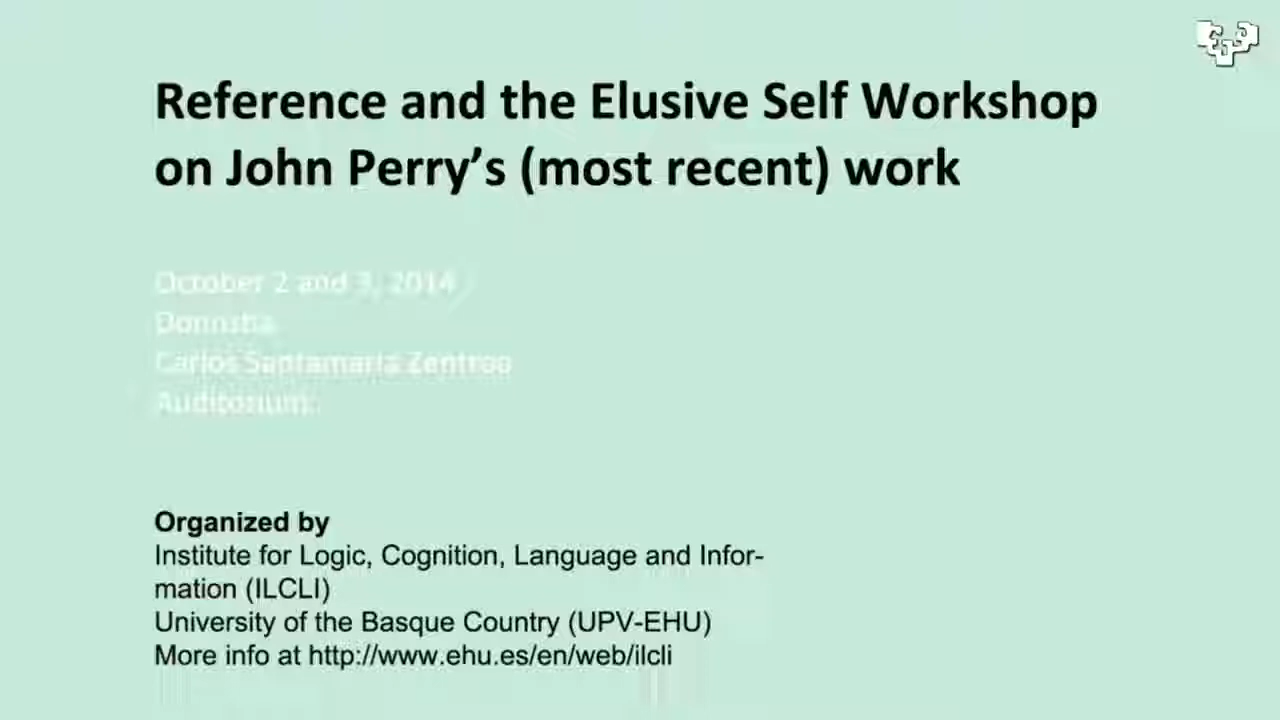 Reference and the Elusive Self Workshop
on John Perry’s (most recent) work
October 2 and 3, 2014
Donostia
Carlos Santamaria Zentroa
Auditorium
Organized by
Institute for Logic, Cognition, Language and Infor-
mation (ILCLI)
University of the Basque Country (UPV-EHU)
More info at http://www.ehu.es/en/web/ilcli